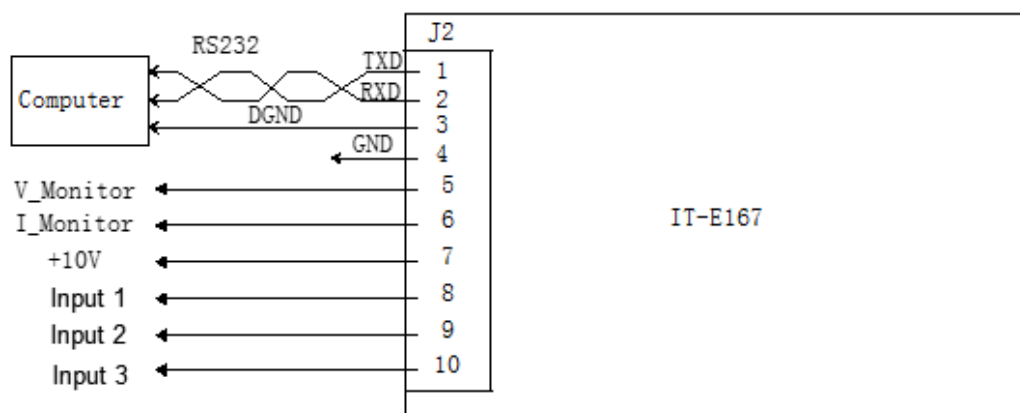 J2
RS232
TXD
1
Computer
RXD
2
DGND
3
GND
4
V_Monitor
5
I_Monitor
6
IT-E167
+10V
7
Input 1
8
Input 2
9
Input 3
10